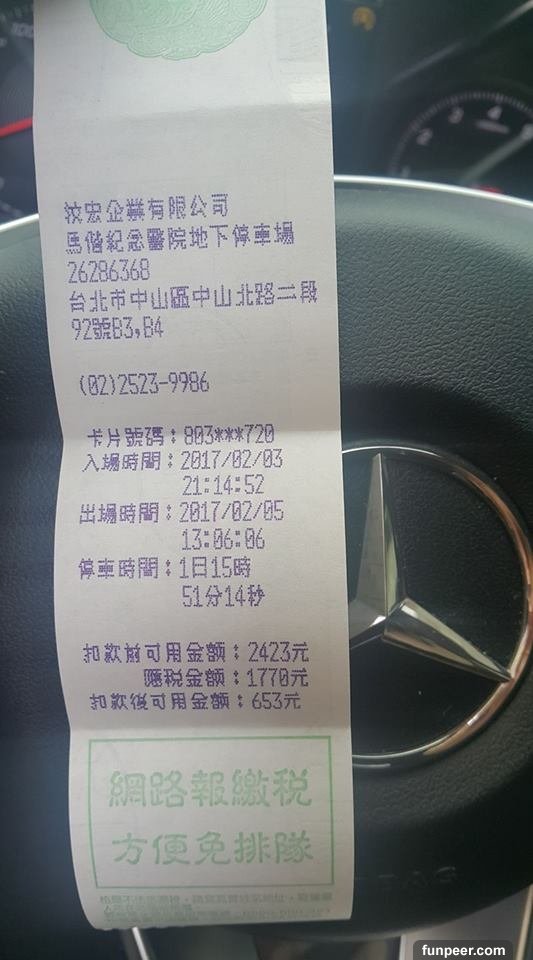 宏企業有限公司
馬偕紀念醫院地下停車場
26286368
台北市中山區中山北路二段
92號B3,B4
(02)2523-9986
卡片號碼：803***720
入場時間：2017/02/03
21:14:52
出場時間：2017/02/05
13:06:06
停車時間：1日15時
51分14秒
扣款前可用金額：2423元
應稅金額：1770元
扣款後可用金額：653元
網路報繳稅
方便免排隊
2
3
4
funpeer.com